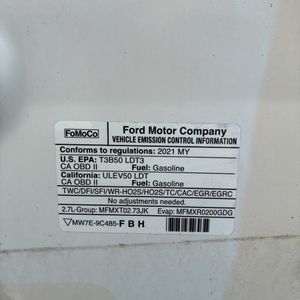 FoMoCo
Ford Motor Company
VEHICLE EMISSION CONTROL INFORMATION
Conforms to regulations: 2021 MY
U.S. EPA: T3B50 LDT3
CA OBD II Fuel: Gasoline
California: ULEV50 LDT
CA OBD II Fuel: Gasoline
TWC/DFI/SFI/WR-HO2S/HO2S/TC/CAC/EGR/EGRC
No adjustments needed.
2.7L-Group: MFMXT02.73JK Evap: MFMXR0200GDG
MW7E-9C485-FBH